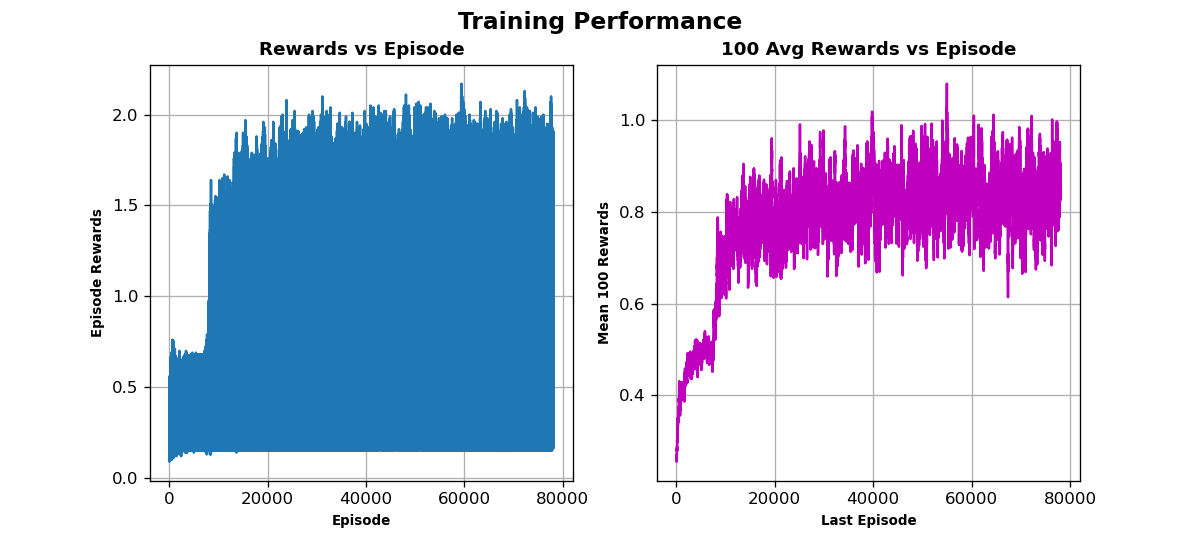 Training Performance
Rewards vs Episode
100 Avg Rewards vs Episode
Episode Rewards
2.0
1.5
1.0
0.5
0.0
0 20000 40000 60000 80000
Episode
Mean 100 Rewards
1.0
0.8
0.6
0.4
0 20000 40000 60000 80000
Last Episode